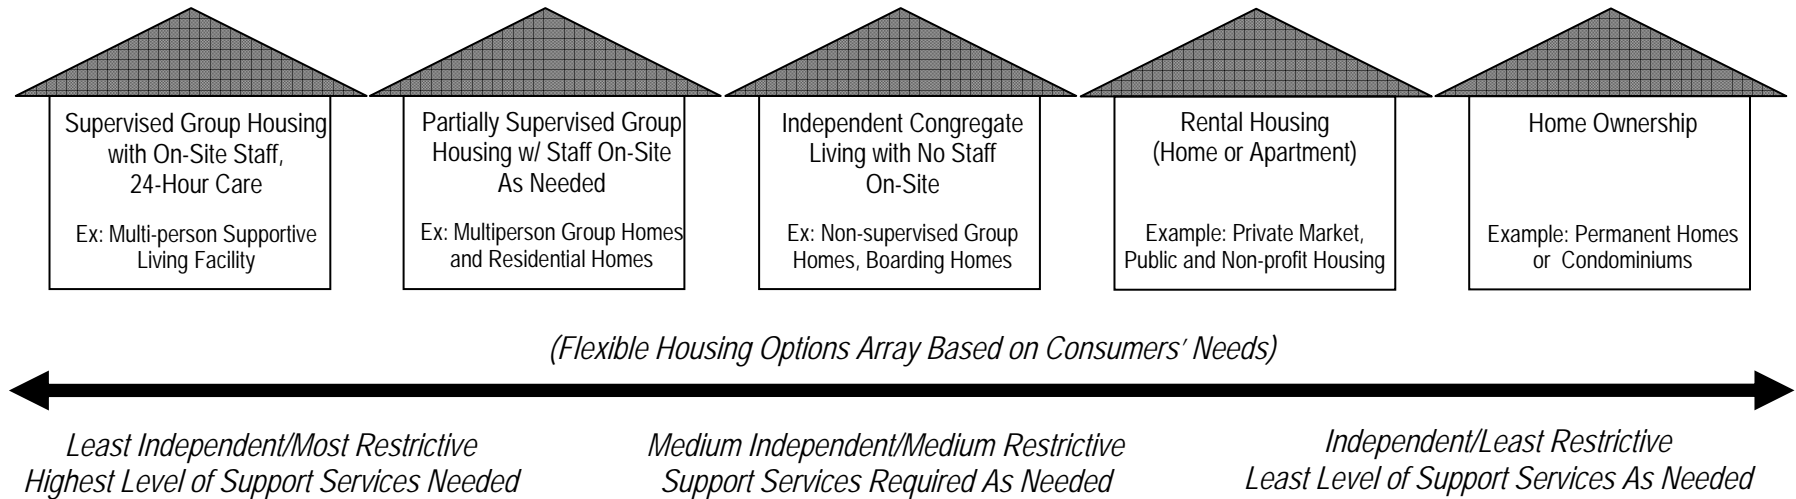 Supervised Group Housing
with On-Site Staff,
24-Hour Care
Ex: Multi-person Supportive
Living Facility
Partially Supervised Group
Housing w/ Staff On-Site
As Needed
Ex: Multiperson Group Homes
and Residential Homes
Independent Congregate
Living with No Staff
On-Site
Ex: Non-supervised Group
Homes, Boarding Homes
Rental Housing
(Home or Apartment)
Example: Private Market,
Public and Non-profit Housing
Home Ownership
Example: Permanent Homes
or Condominiums
(Flexible Housing Options Array Based on Consumers’ Needs)
Least Independent/Most Restrictive
Highest Level of Support Services Needed
Medium Independent/Medium Restrictive
Support Services Required As Needed
Independent/Least Restrictive
Least Level of Support Services As Needed